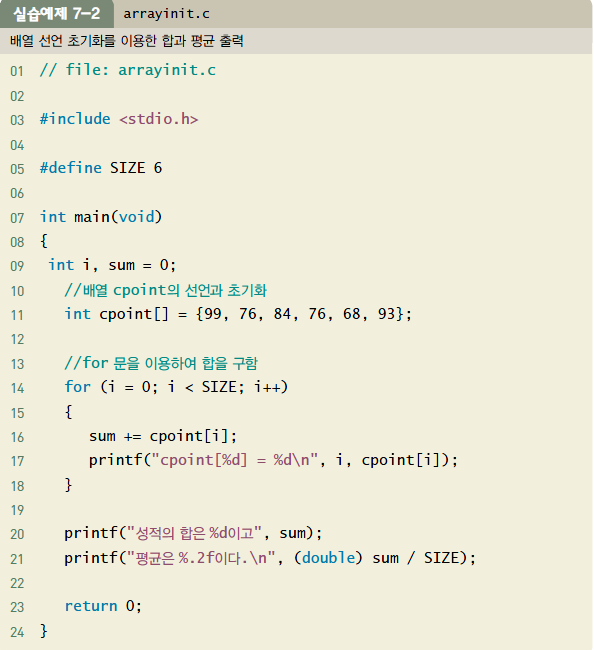 실습예제 7-2 arrayinit.c
배열 선언 초기화를 이용한 합과 평균 출력
01 // file: arrayinit.c
02
03 #include <stdio.h>
04
05 #define SIZE 6
06
07 int main(void)
08 {
09 int i, sum = 0;
10 //배열 cpoint의 선언과 초기화
11 int cpoint[] = {99, 76, 84, 76, 68, 93};
12
13 //for 문을 이용하여 합을 구함
14 for (i = 0; i < SIZE; i++)
15 {
16 sum += cpoint[i];
17 printf("cpoint[%d] = %d\n", i, cpoint[i]);
18 }
19
20 printf("성적의 합은 %d이고", sum);
21 printf("평균은 %.2f이다.\n", (double) sum / SIZE);
22
23 return 0;
24 }